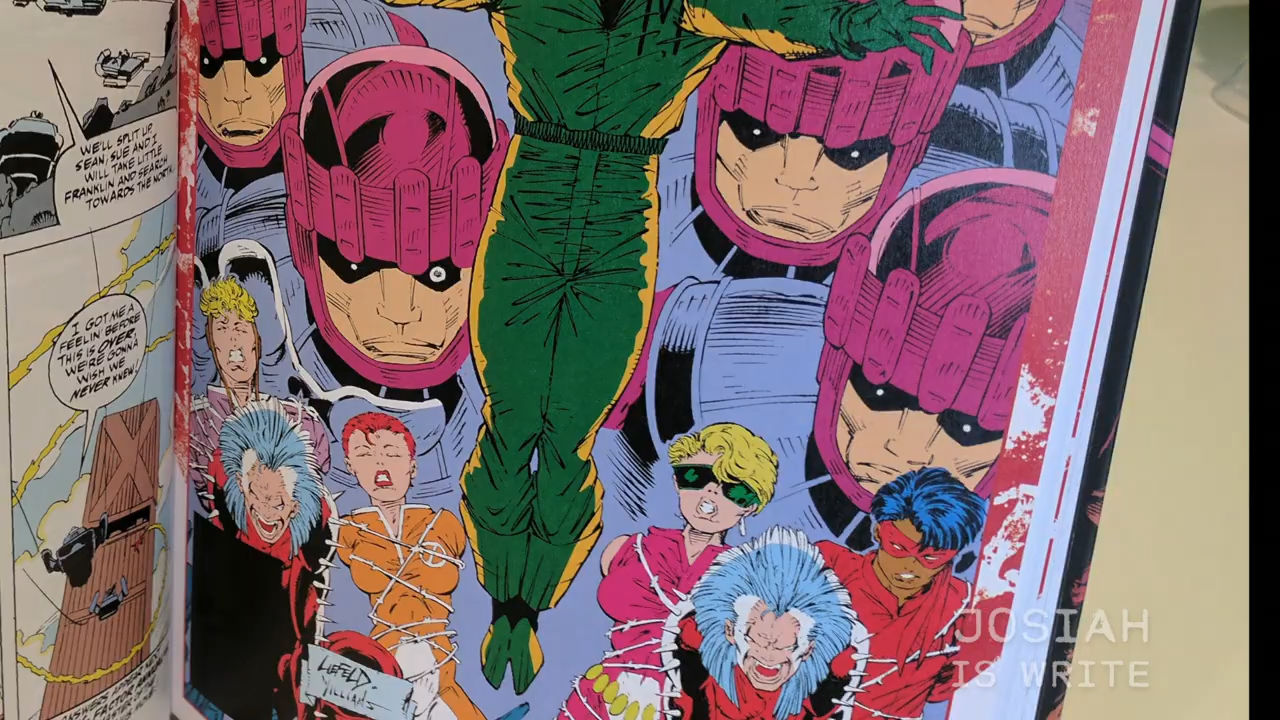 WE'LL SPLIT UP.
SEAN, SUE AND I
WILL TAKE LITTLE
FRANKLIN AND SEARCH
TOWARDS THE NORTH.
I GOT ME A
FEELIN' BEFORE
THIS IS OVER,
WE'RE GONNA
WISH WE
NEVER KNEW!
LIEFELD-
WILLIAMS
JOSIAH
IS WRITE